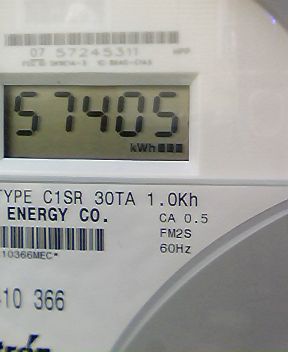 07 57245311
57405
kWh
TYPE C1SR 30TA 1.0Kh
ENERGY CO.
CA 0.5
FM2S
60Hz
10366MEC*
10 366